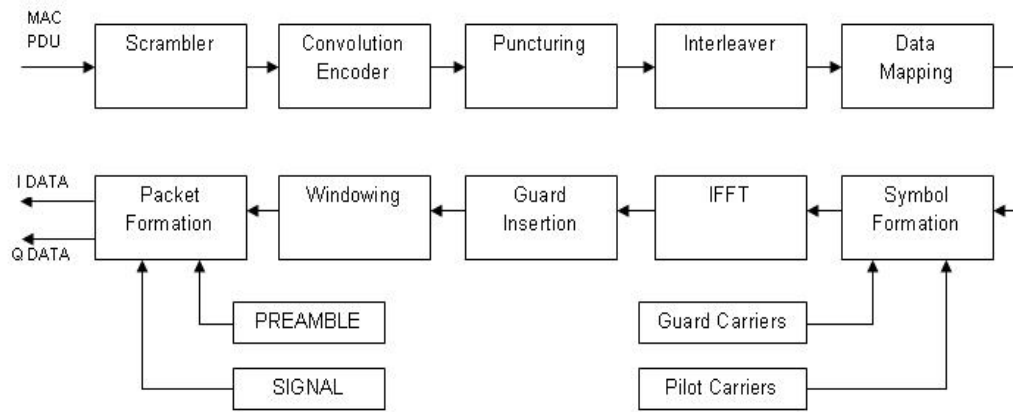 MAC
PDU
Scrambler
Convolution
Encoder
Puncturing
Interleaver
Data
Mapping
I DATA
Q DATA
Packet
Formation
Windowing
Guard
Insertion
IFFT
Symbol
Formation
PREAMBLE
Guard Carriers
SIGNAL
Pilot Carriers